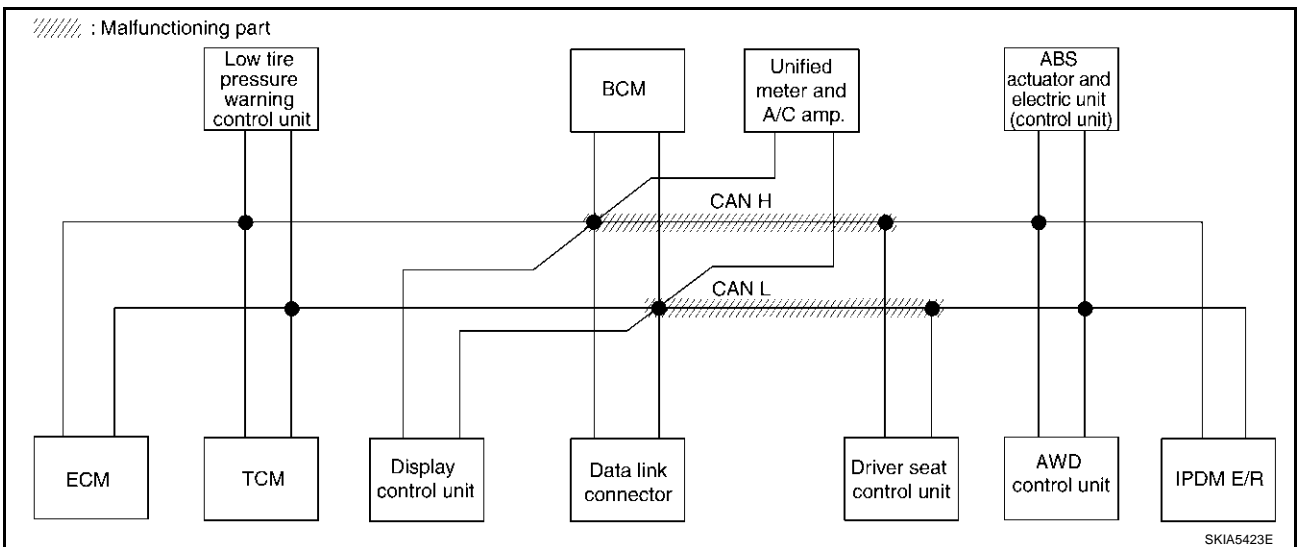 : Malfunctioning part
Low tire
pressure
warning
control unit
BCM
Unified
meter and
A/C amp.
ABS
actuator and
electric unit
(control unit)
CAN H
CAN L
ECM
TCM
Display
control unit
Data link
connector
Driver seat
control unit
AWD
control unit
IPDM E/R
SKIA5423E